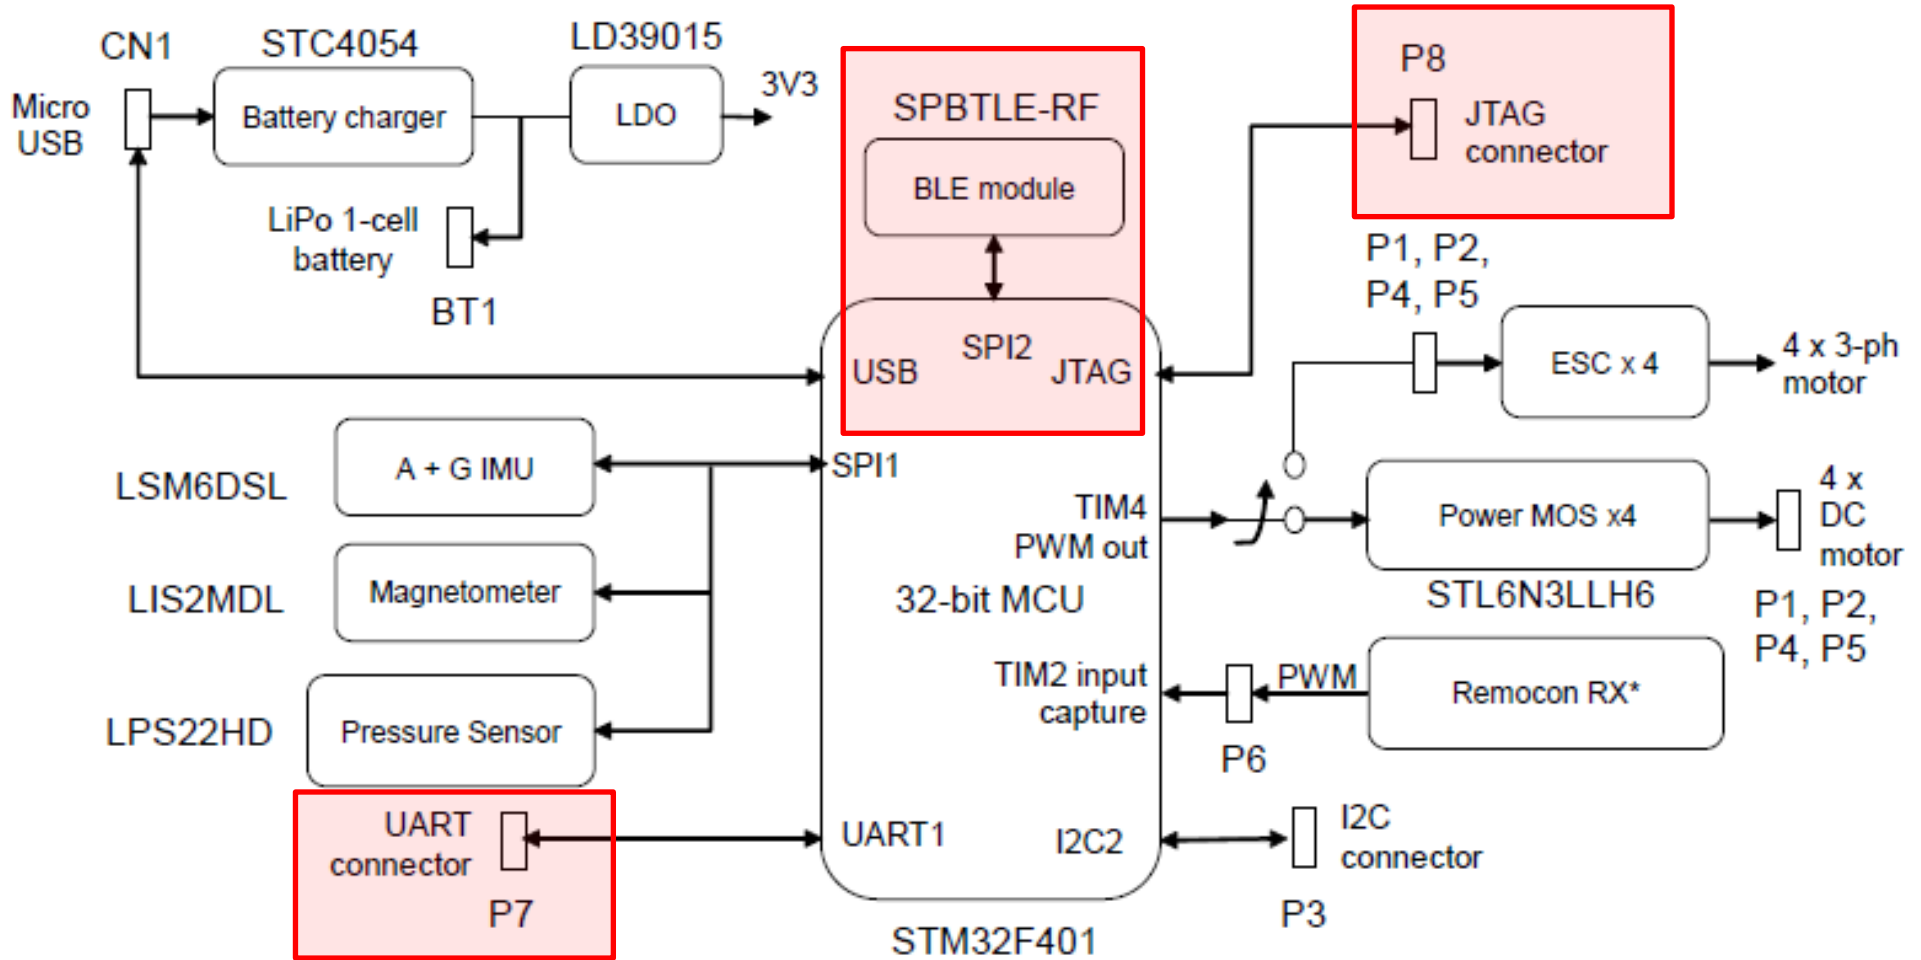 CN1
STC4054
LD39015
Micro
USB
Battery charger
LDO
3V3
LiPo 1-cell
battery
BT1
SPBTLE-RF
BLE module
P8
JTAG
connector
P1, P2,
P4, P5
ESC x 4
4 x 3-ph
motor
USB
SPI2
JTAG
LSM6DSL
A + G IMU
SPI1
LIS2MDL
Magnetometer
LPS22HD
Pressure Sensor
TIM4
PWM out
32-bit MCU
Power MOS x4
STL6N3LLH6
4 x
DC
motor
P1, P2,
P4, P5
TIM2 input
capture
PWM
P6
Remocon RX*
UART
connector
P7
UART1
I2C2
I2C
connector
P3
STM32F401